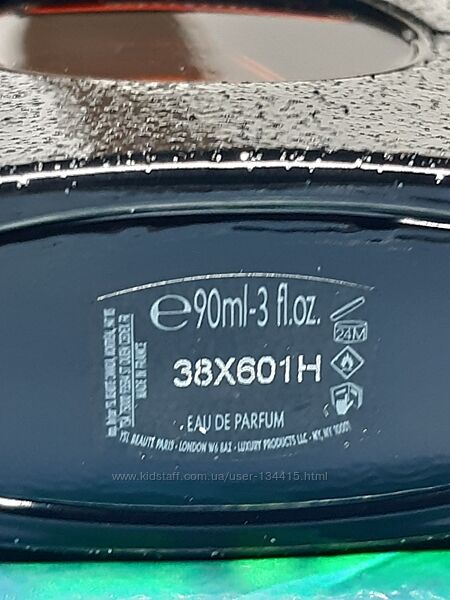 ℮90ml-3 fl.oz.
24M
38X601H
EAU DE PARFUM
YSL BEAUTÉ PARIS - LONDON W6 8AZ - LUXURY PRODUCTS LLC - NY, NY 10001
MADE IN FRANCE
www.kidstaff.com.ua/user-134415.html